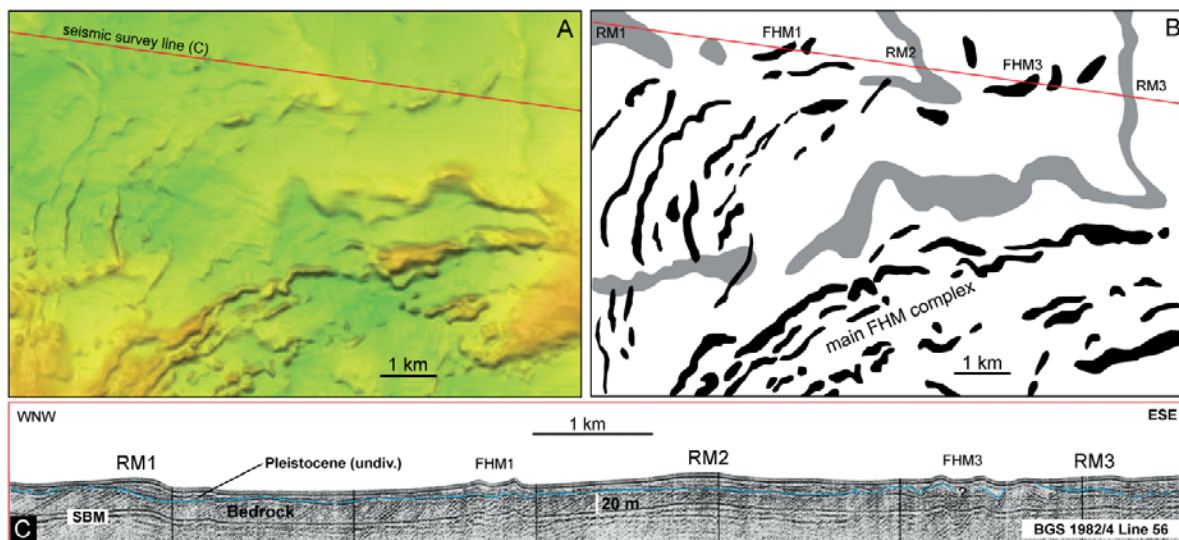 A
seismic survey line (C)
1 km
B
RM1
FHM1
RM2
FHM3
RM3
main FHM complex
1 km
WNW
ESE
1 km
RM1
Pleistocene (undiv.)
FHM1
RM2
FHM3
RM3
?
SBM
Bedrock
20 m
C
BGS 1982/4 Line 56